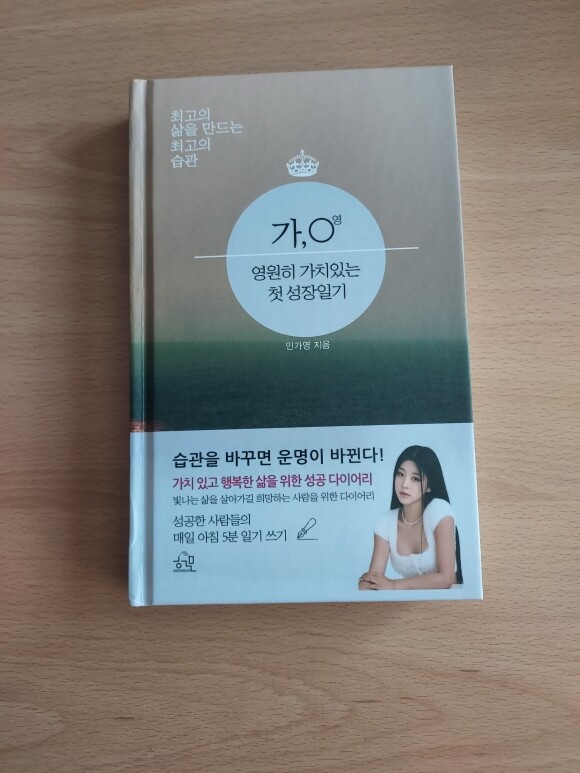 최고의
삶을 만드는
최고의
습관
가,O영
영원히 가치있는
첫 성장일기
민가영 지음
습관을 바꾸면 운명이 바뀐다!
가치 있고 행복한 삶을 위한 성공 다이어리
빛나는 삶을 살아가길 희망하는 사람을 위한 다이어리
성공한 사람들의
매일 아침 5분 일기 쓰기